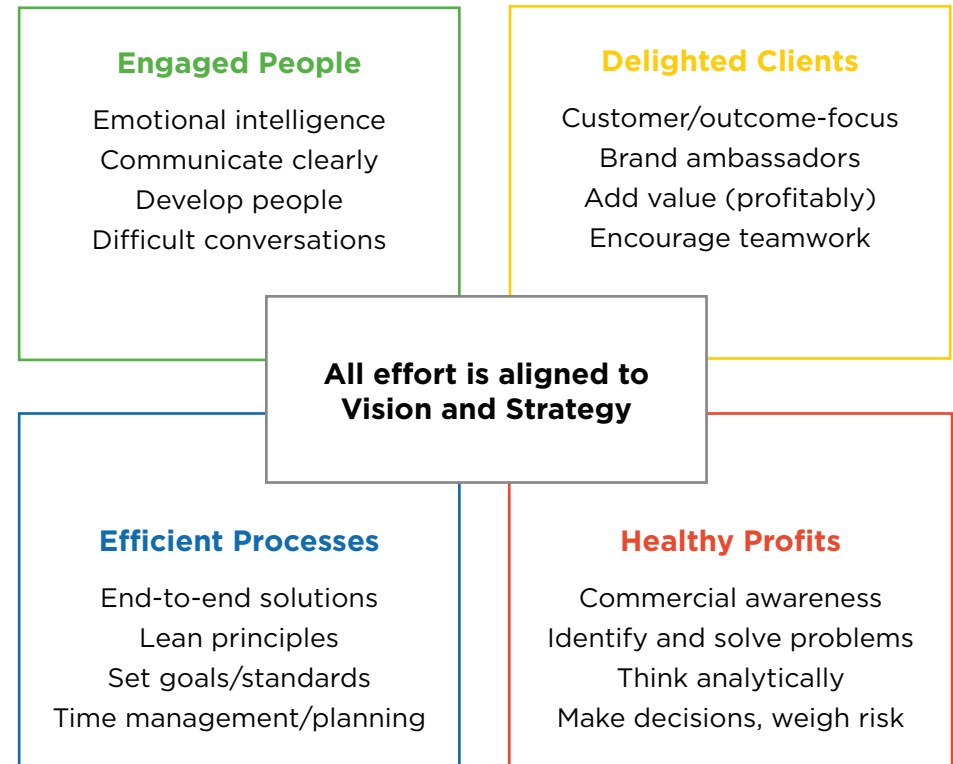 Engaged People
Emotional intelligence
Communicate clearly
Develop people
Difficult conversations
Delighted Clients
Customer/outcome-focus
Brand ambassadors
Add value (profitably)
Encourage teamwork
All effort is aligned to
Vision and Strategy
Efficient Processes
End-to-end solutions
Lean principles
Set goals/standards
Time management/planning
Healthy Profits
Commercial awareness
Identify and solve problems
Think analytically
Make decisions, weigh risk